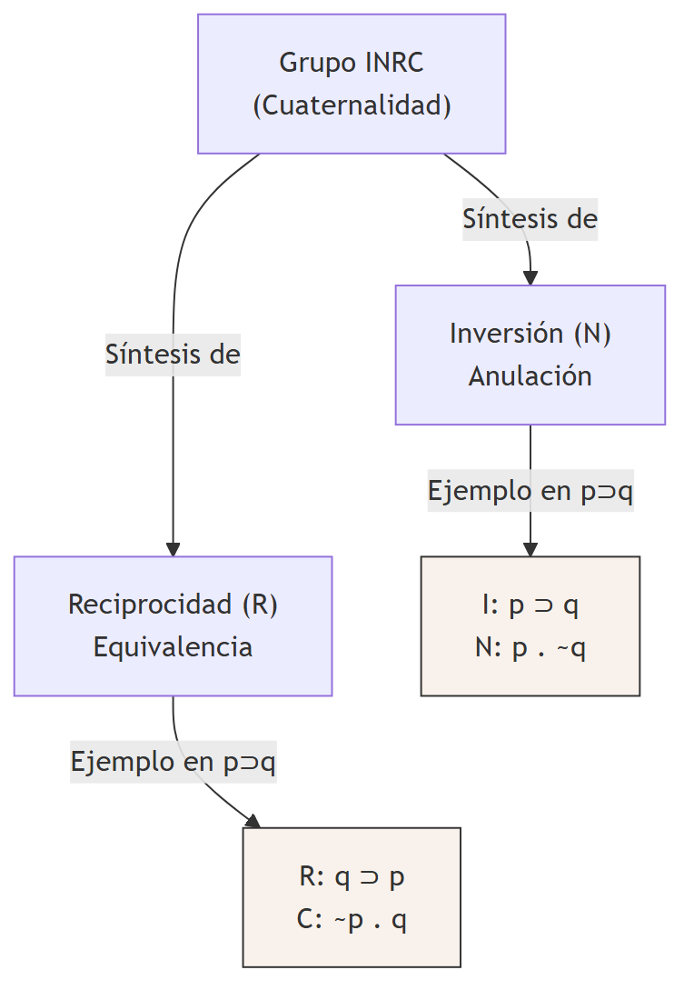 Grupo INRC
(Cuaternalidad)
Síntesis de
Síntesis de
Inversión (N)
Anulación
Ejemplo en p⊃q
Reciprocidad (R)
Equivalencia
I: p ⊃ q
N: p . ~q
Ejemplo en p⊃q
R: q ⊃ p
C: ~p . q